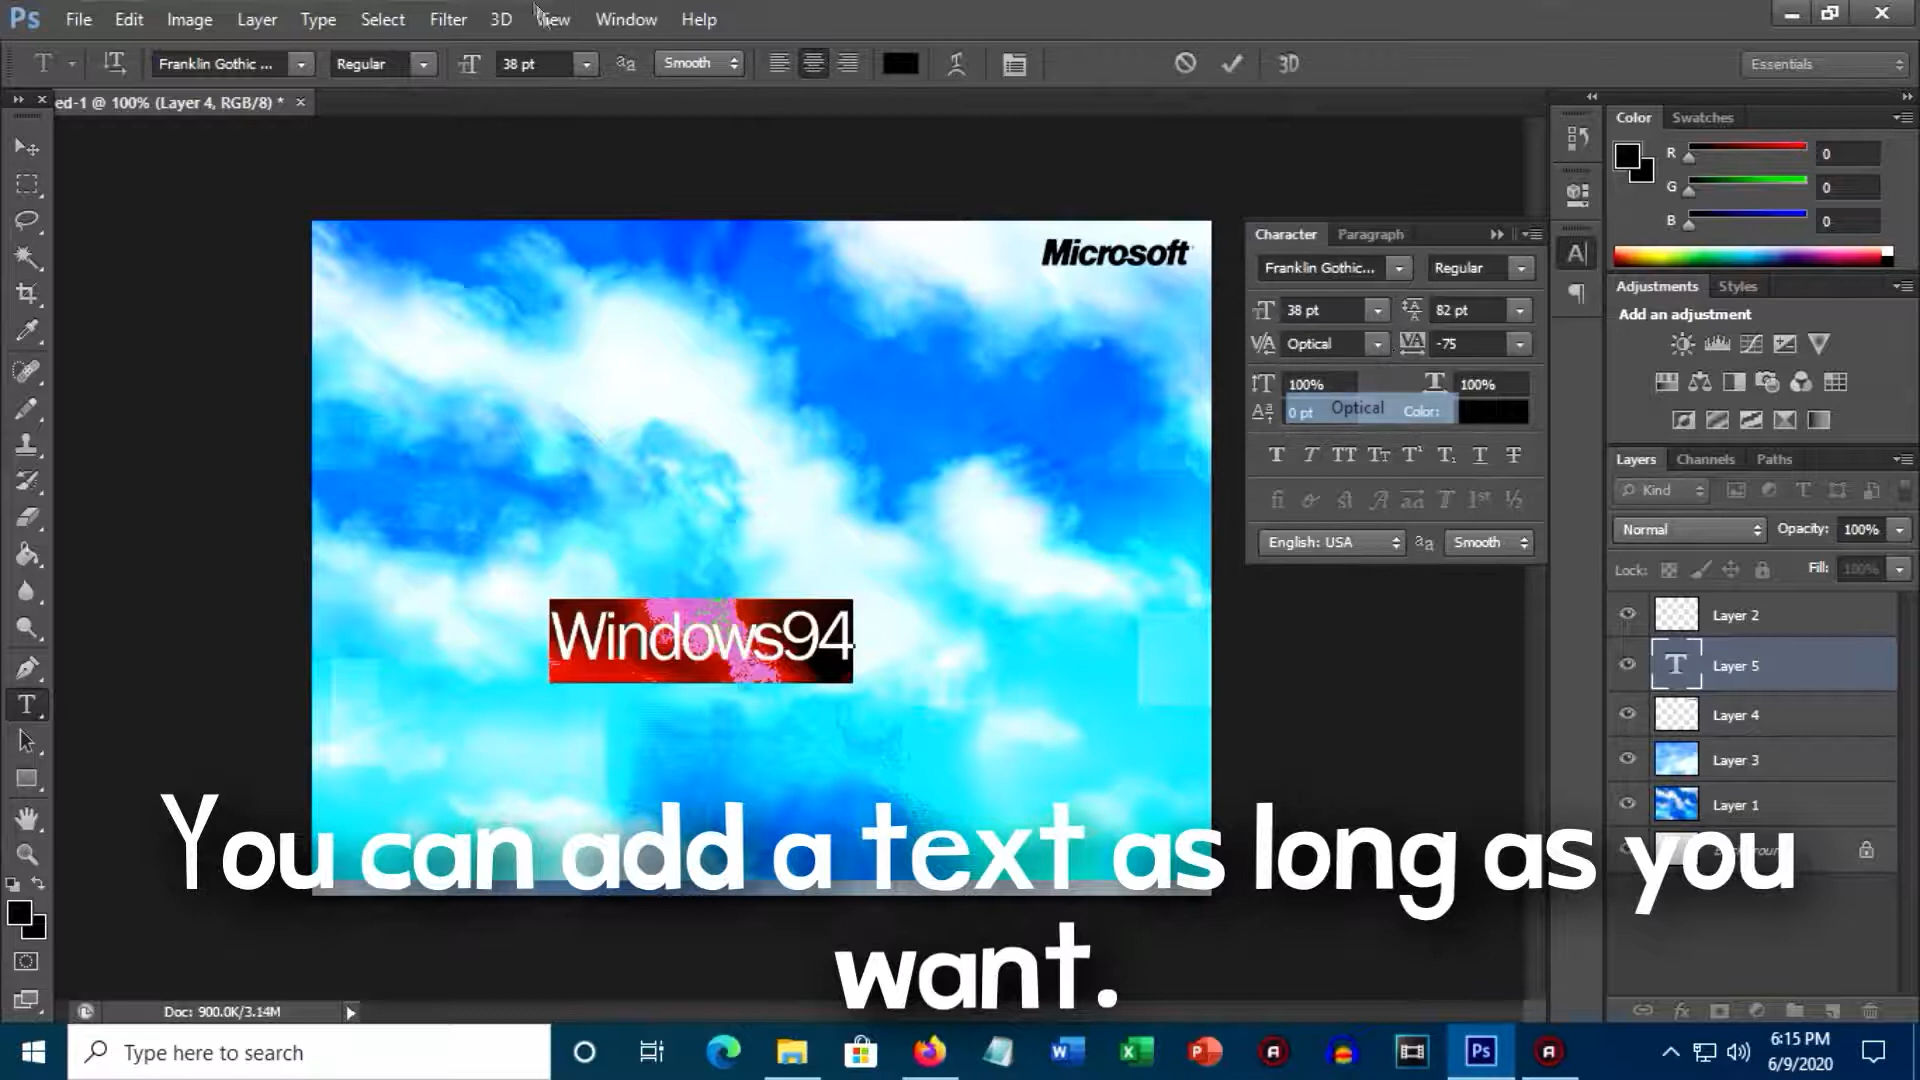 Ps File Edit Image Layer Type Select Filter 3D View Window Help
T Franklin Gothic ... Regular 38 pt Smooth 3D Essentials
ed-1 @ 100% (Layer 4, RGB/8) *
Color Swatches
R 0
G 0
B 0
Microsoft
Character Paragraph
Franklin Gothic... Regular
38 pt 82 pt
Optical -75
100% 100%
0 pt Optical Color:
English: USA Smooth
Adjustments Styles
Add an adjustment
Layers Channels Paths
Kind
Normal Opacity: 100%
Lock: Fill: 100%
Layer 2
Layer 5
Layer 4
Layer 3
Layer 1
Windows94
You can add a text as long as you
want.
Doc: 900.0K/3.14M
Type here to search
6:15 PM
6/9/2020